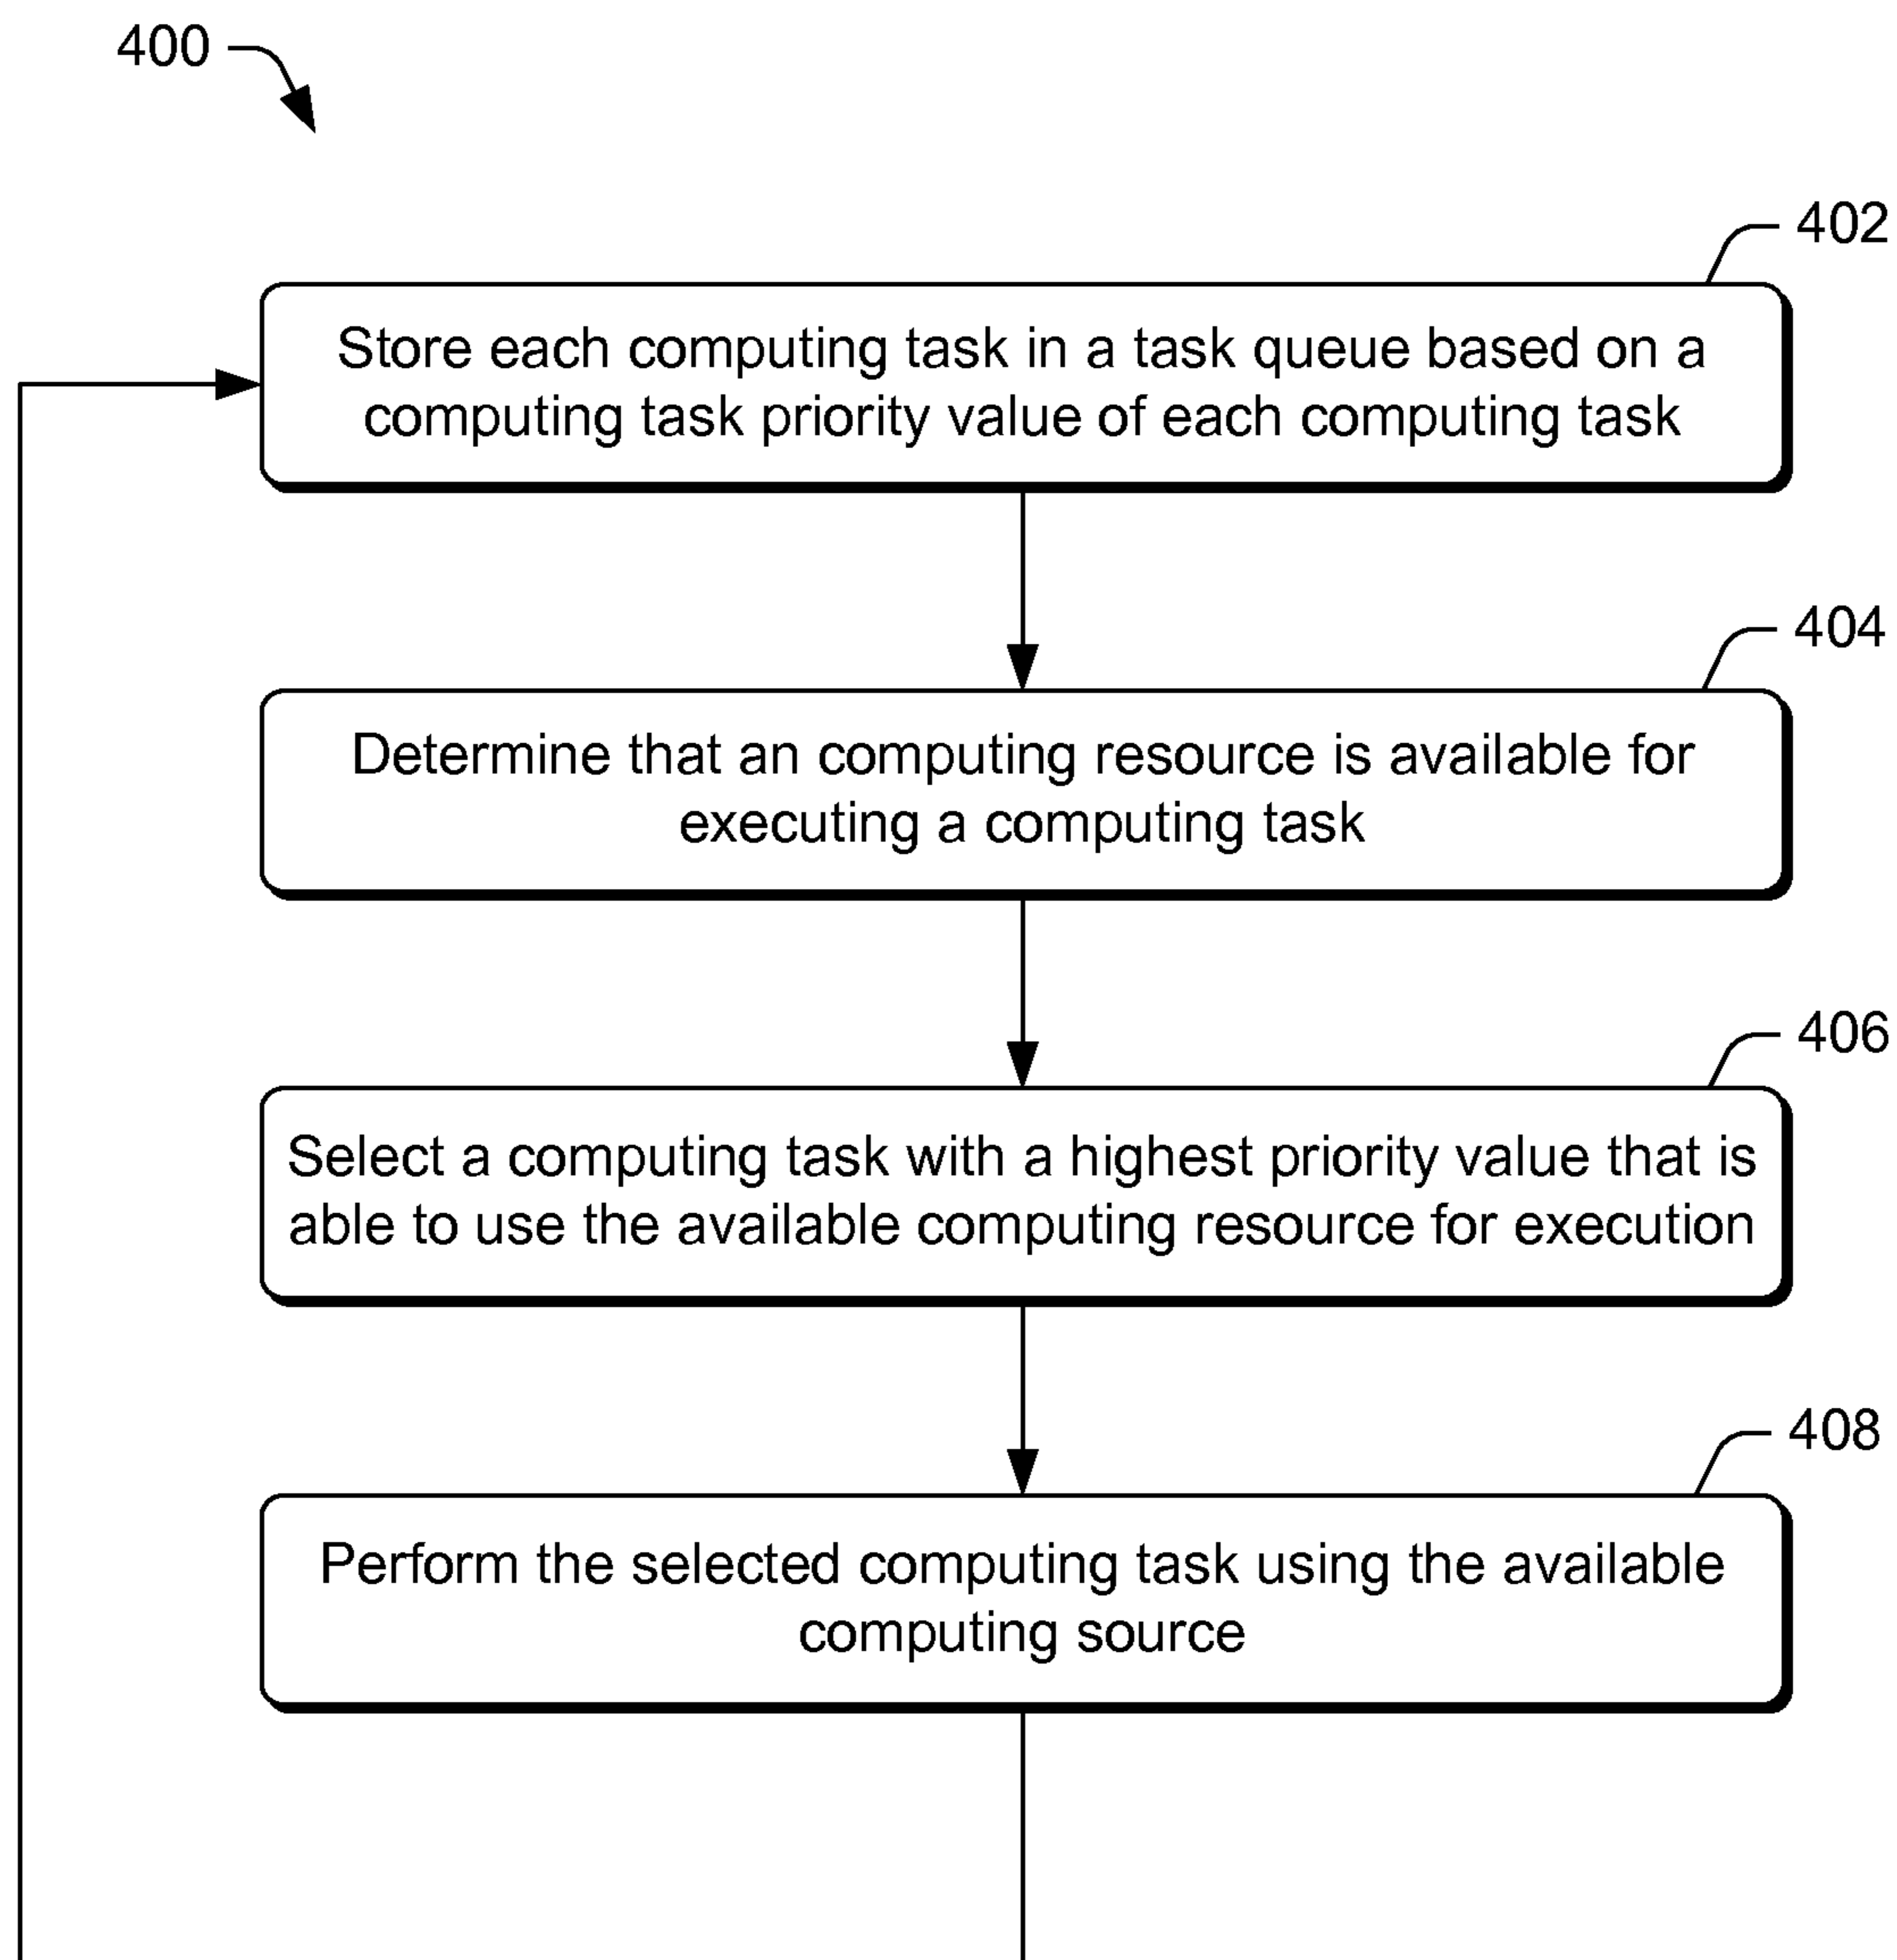 400
402
Store each computing task in a task queue based on a
computing task priority value of each computing task
404
Determine that an computing resource is available for
executing a computing task
406
Select a computing task with a highest priority value that is
able to use the available computing resource for execution
408
Perform the selected computing task using the available
computing source